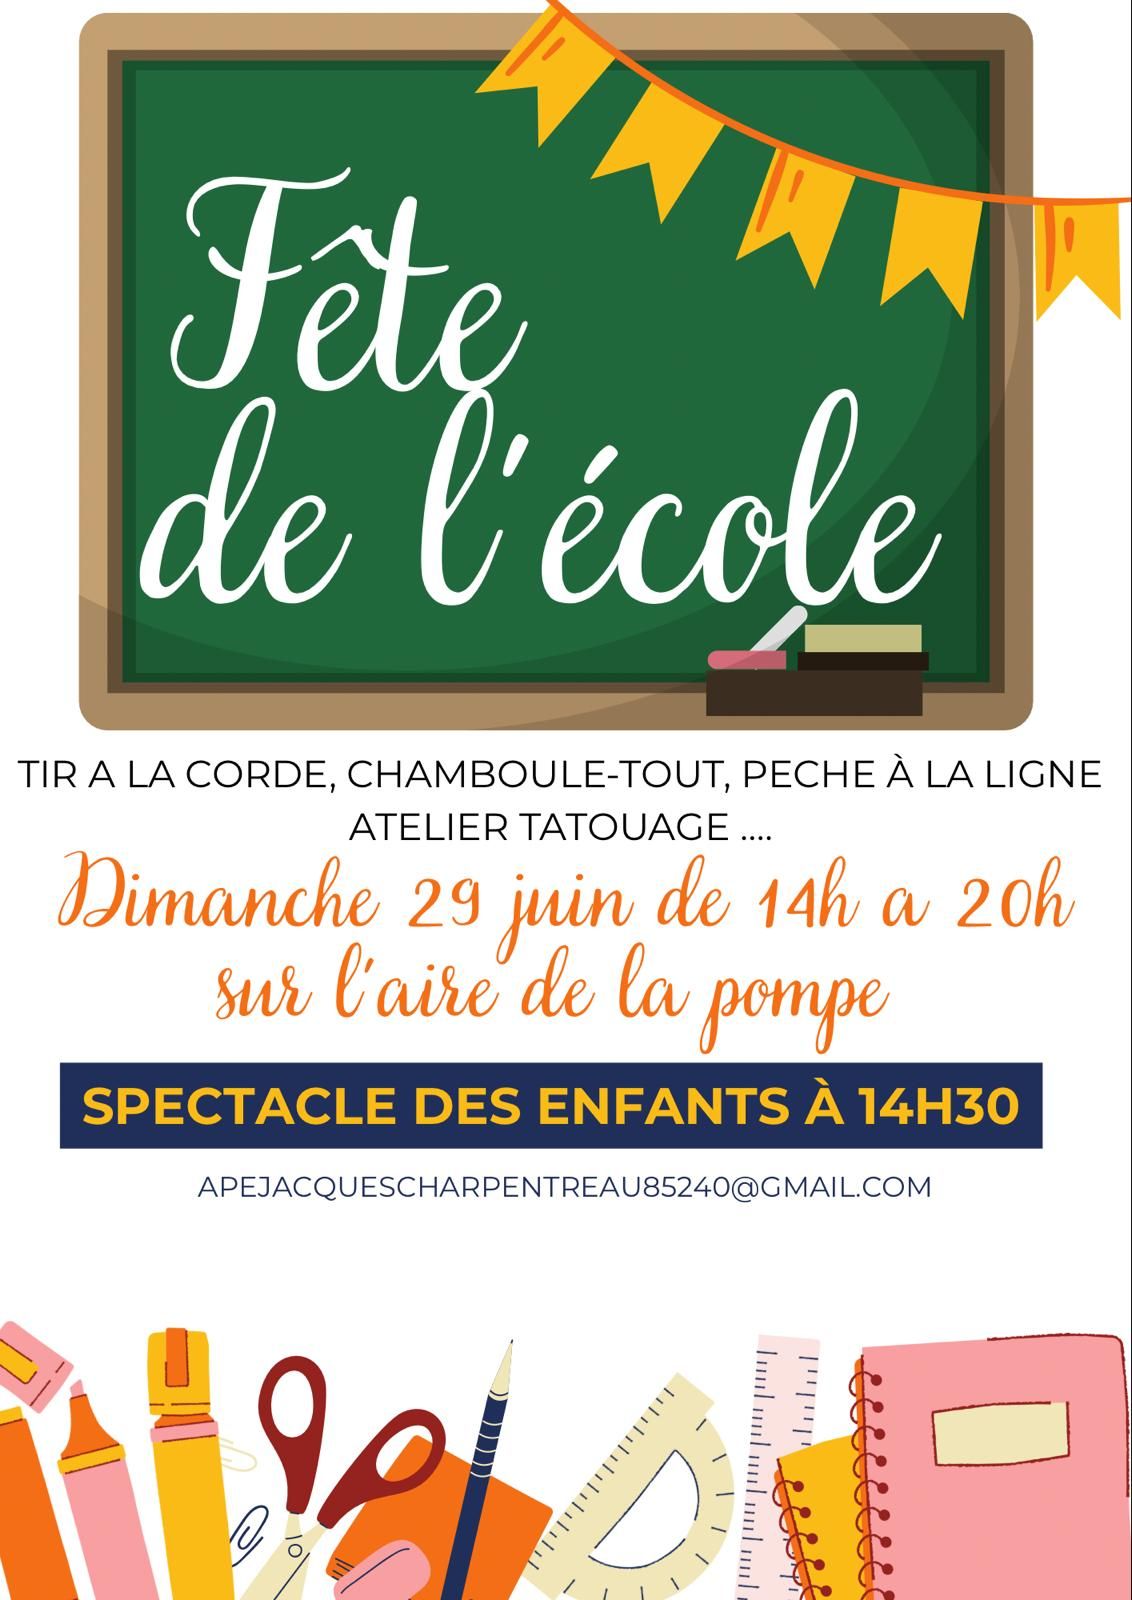 Fête
de l'école
TIR A LA CORDE, CHAMBOULE-TOUT, PECHE À LA LIGNE
ATELIER TATOUAGE ....
Dimanche 29 juin de 14h a 20h
sur l'aire de la pompe
SPECTACLE DES ENFANTS À 14H30
APEJACQUESCHARPENTREAU85240@GMAIL.COM